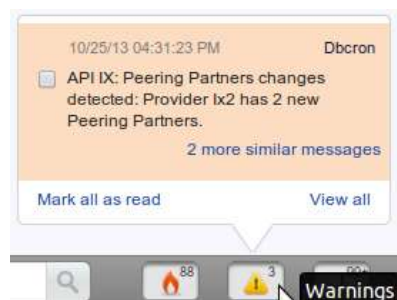 10/25/13 04:31:23 PM Dbcron
API IX: Peering Partners changes
detected: Provider Ix2 has 2 new
Peering Partners.
2 more similar messages
Mark all as read View all
88 3
Warnings